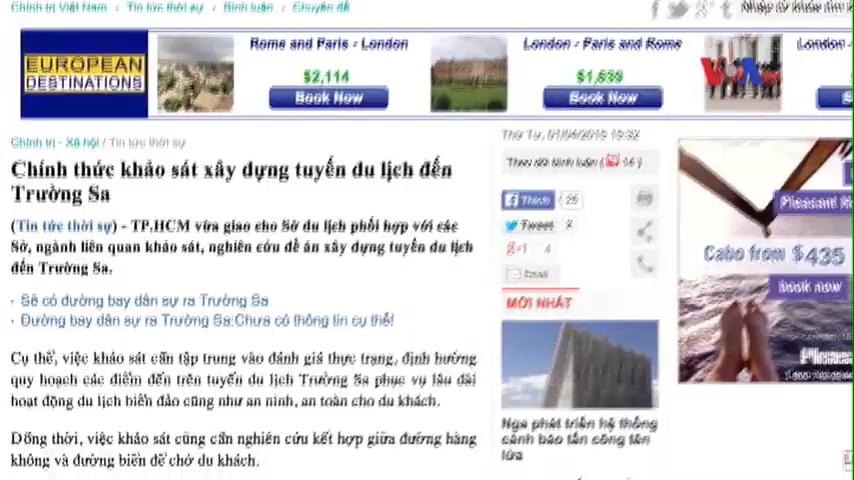 Chính trị Việt Nam
Tin tức thời sự
Bình luận
Chuyên đề
EUROPEAN
DESTINATIONS
Rome and Paris - London
$2,114
Book Now
London - Paris and Rome
Book Now
VOA
London
Chính trị - Xã hội / Tin tức thời sự
Chính thức khảo sát xây dựng tuyến du lịch đến
Trường Sa
(Tin tức thời sự) - TP.HCM vừa giao cho Sở du lịch phối hợp với các
Sở, ngành liên quan khảo sát, nghiên cứu đề án xây dựng tuyến du lịch
đến Trường Sa.
- Sẽ có đường bay dân sự ra Trường Sa
- Đường bay dân sự ra Trường Sa:Chưa có thông tin cụ thể!
Cụ thể, việc khảo sát cần tập trung vào đánh giá thực trạng, định hướng
quy hoạch các điểm đến trên tuyến du lịch Trường Sa phục vụ lâu dài
hoạt động du lịch biển đảo cũng như an ninh, an toàn cho du khách.
Đồng thời, việc khảo sát cũng cần nghiên cứu kết hợp giữa đường hàng
không và đường biển để chở du khách.
Thứ Tư,
Theo dõi bình luận
Thích
Tweet
2
g+1
4
Email
MỚI NHẤT
Nga phát triển hệ thống
cảnh báo tấn công tên
lửa
Pleasant
Cabo from $435
book now